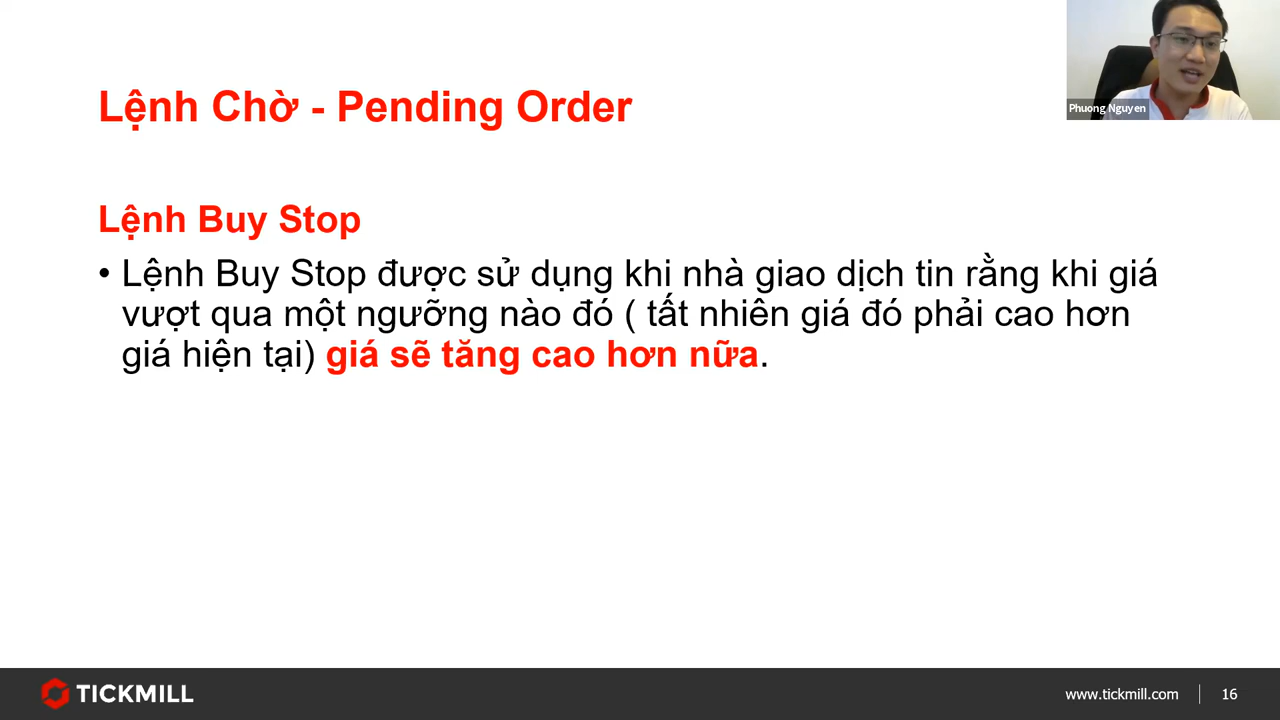 Lệnh Chờ - Pending Order
Phuong Nguyen
Lệnh Buy Stop
• Lệnh Buy Stop được sử dụng khi nhà giao dịch tin rằng khi giá
vượt qua một ngưỡng nào đó ( tất nhiên giá đó phải cao hơn
giá hiện tại) giá sẽ tăng cao hơn nữa.
TICKMILL
www.tickmill.com
16